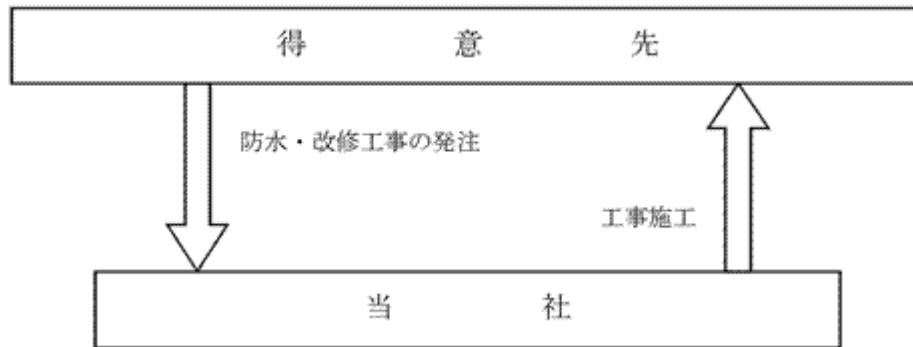 得意先
防水・改修工事の発注
工事施工
当社